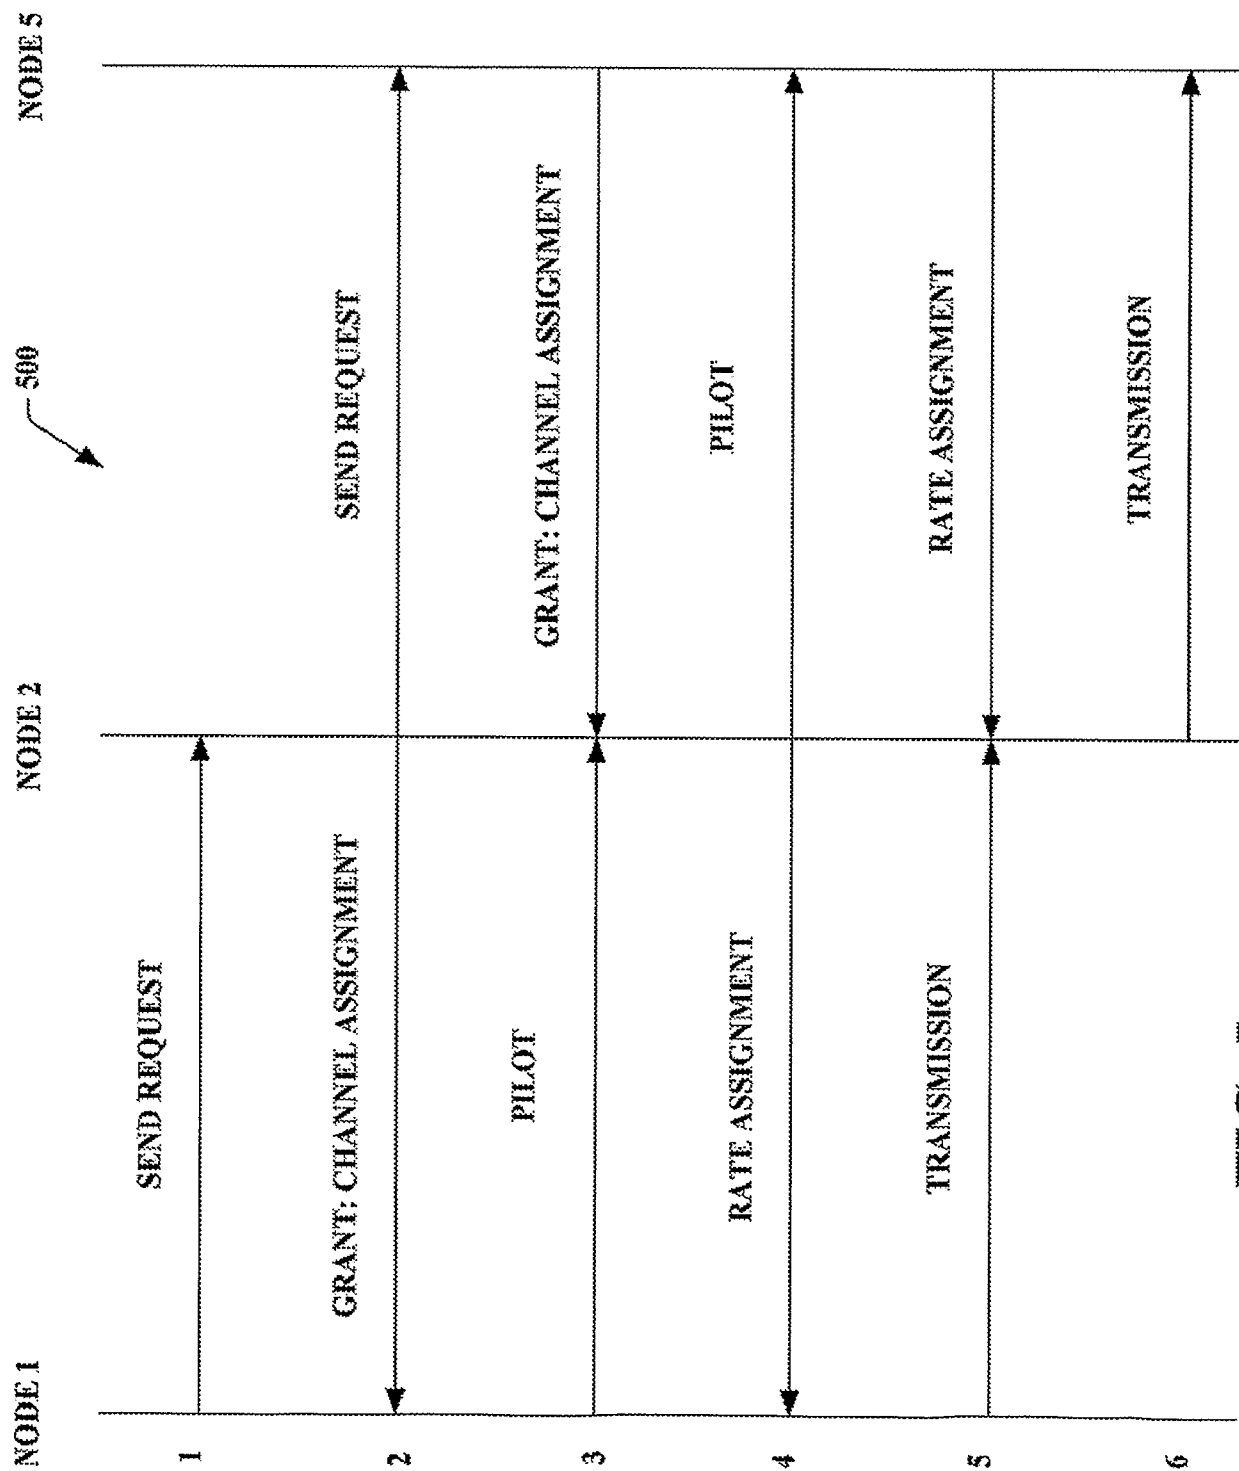 500
NODE 1
NODE 2
NODE 5
1
SEND REQUEST
2
GRANT: CHANNEL ASSIGNMENT
SEND REQUEST
3
PILOT
GRANT: CHANNEL ASSIGNMENT
4
RATE ASSIGNMENT
PILOT
5
TRANSMISSION
RATE ASSIGNMENT
6
TRANSMISSION